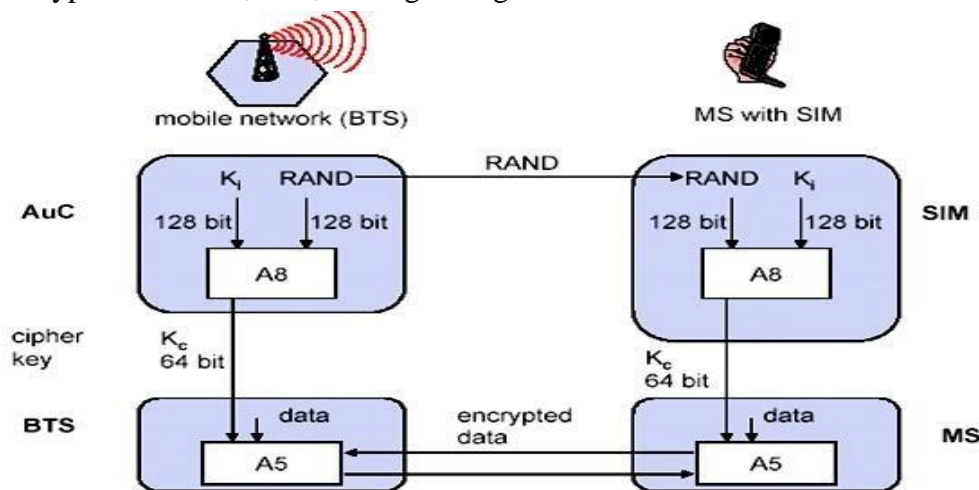 mobile network (BTS)
MS with SIM
RAND
AuC
Ki RAND
128 bit 128 bit
A8
RAND Ki
128 bit 128 bit
A8
SIM
cipher
key
Kc
64 bit
Kc
64 bit
BTS
data
A5
encrypted
data
data
A5
MS